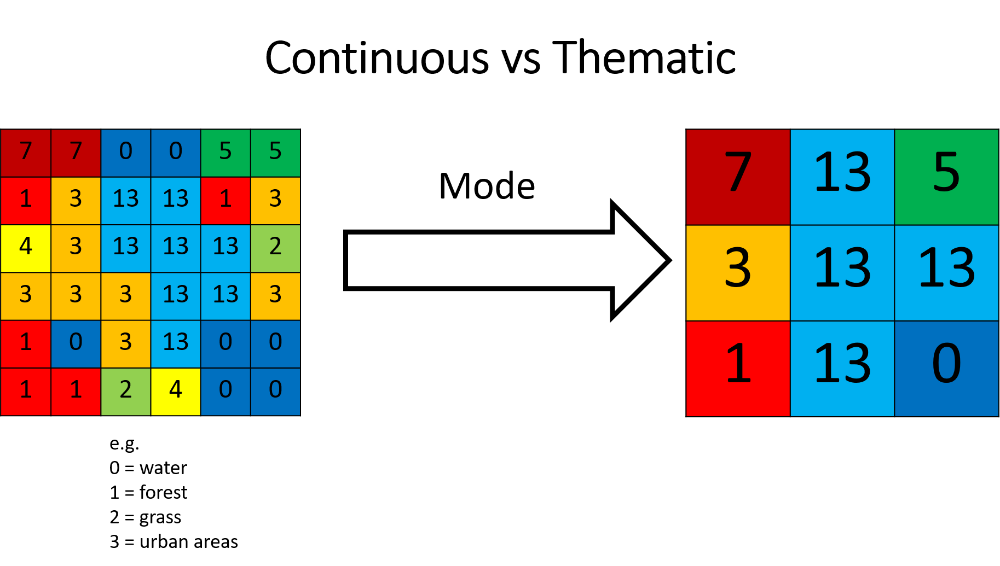 Continuous vs Thematic
7 7 0 0 5 5
1 3 13 13 1 3
4 3 13 13 13 2
3 3 3 13 13 3
1 0 3 13 0 0
1 1 2 4 0 0
Mode
7 13 5
3 13 13
1 13 0
e.g.
0 = water
1 = forest
2 = grass
3 = urban areas